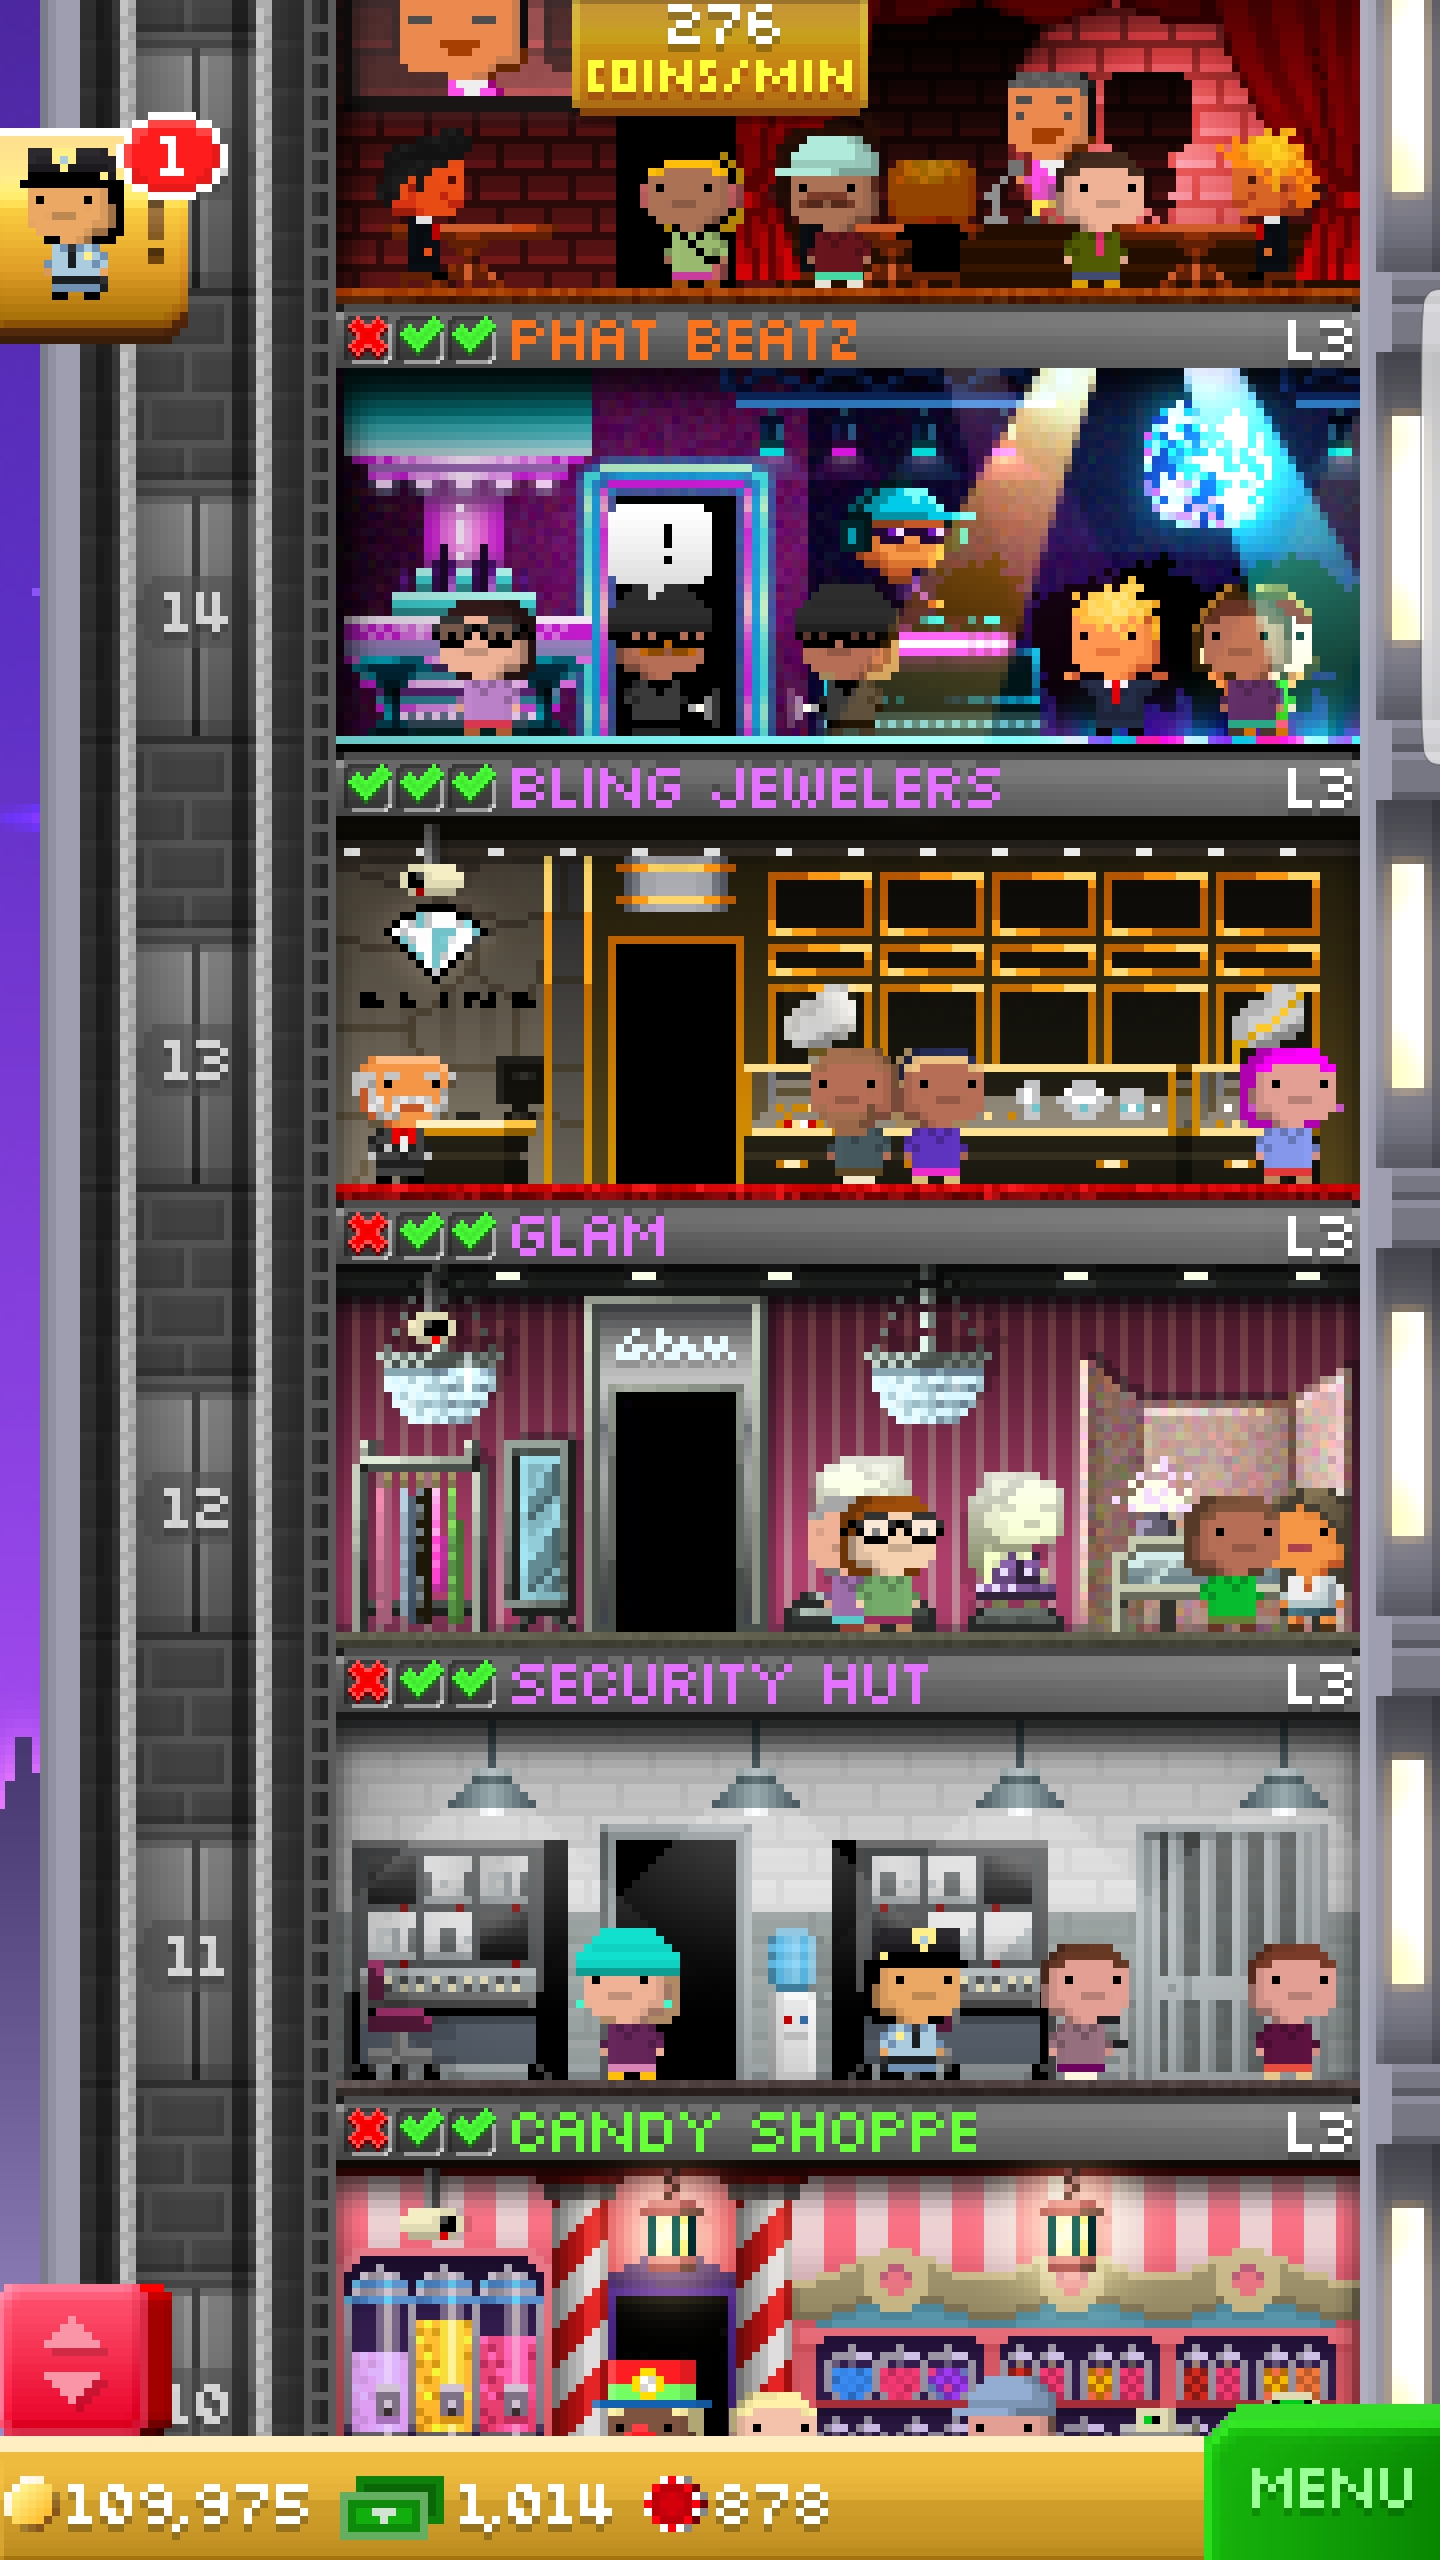 276
COINS/MIN
1
!
PHAT BEATZ
L3
!
14
BLING JEWELERS
L3
BLING
13
GLAM
L3
Glam
12
SECURITY HUT
L3
11
CANDY SHOPPE
L3
10
109,975
1,014
878
MENU